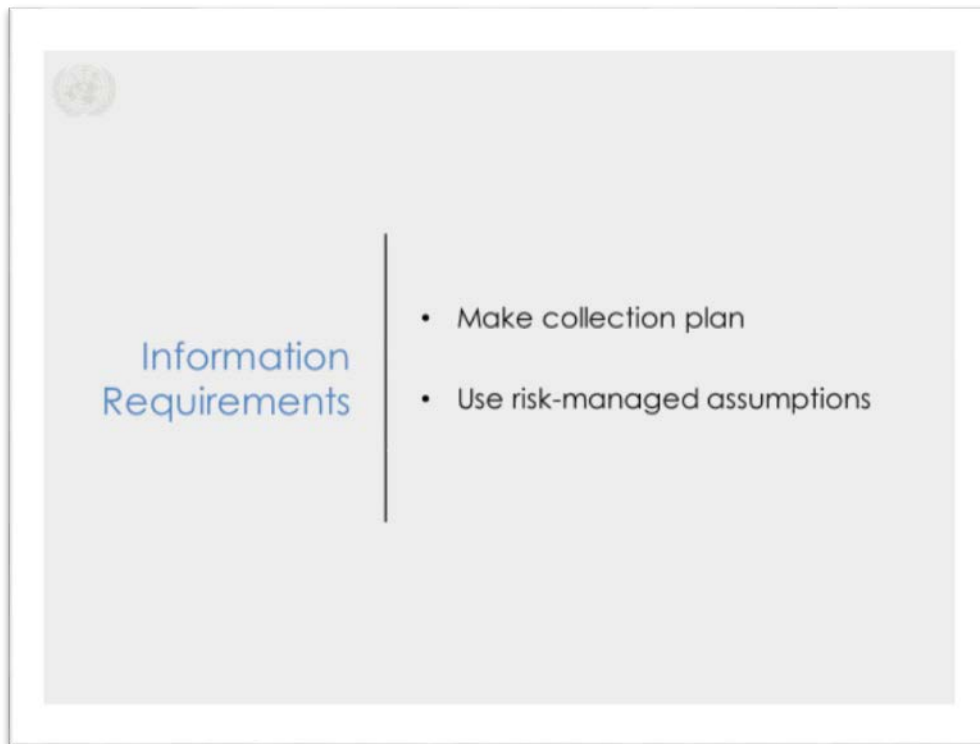 Information
Requirements
• Make collection plan
• Use risk-managed assumptions